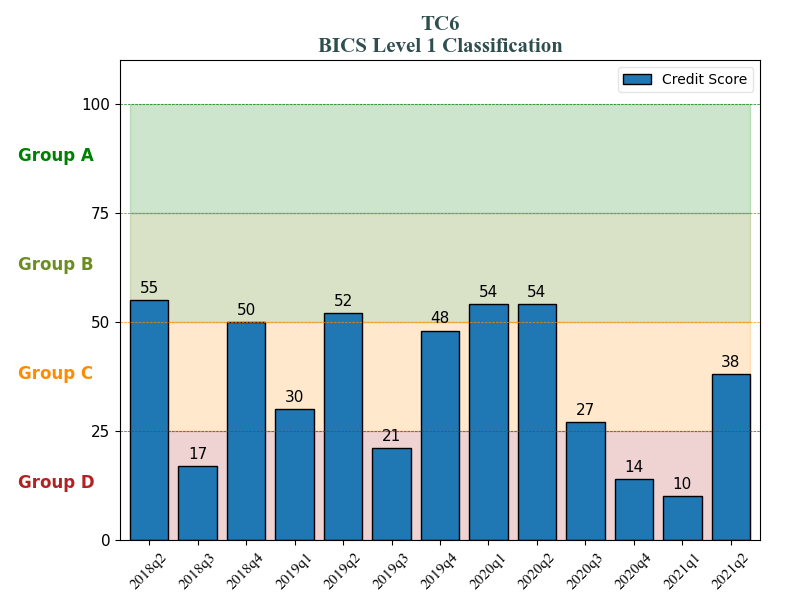 TC6
BICS Level 1 Classification
Credit Score
100
Group A
75
Group B
55
50
52
54
54
50
48
Group C
30
38
27
25
21
17
Group D
14
10
0
2018q2
2018q3
2018q4
2019q1
2019q2
2019q3
2019q4
2020q1
2020q2
2020q3
2020q4
2021q1
2021q2